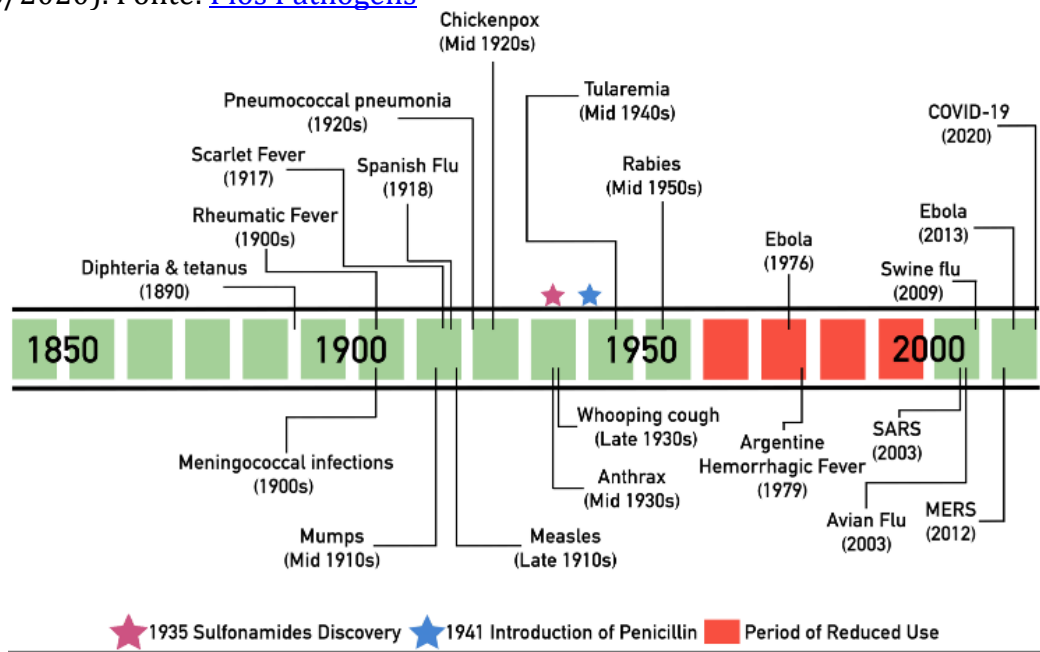 /2020). Fonte: Plos Pathogens
Chickenpox
(Mid 1920s)
Pneumococcal pneumonia
(1920s)
Tularemia
(Mid 1940s)
COVID-19
(2020)
Scarlet Fever
(1917)
Spanish Flu
(1918)
Rabies
(Mid 1950s)
Rheumatic Fever
(1900s)
Ebola
(1976)
Ebola
(2013)
Diphteria & tetanus
(1890)
Swine flu
(2009)
1850 1900 1950 2000
Whooping cough
(Late 1930s)
Argentine
Hemorrhagic Fever
(1979)
SARS
(2003)
Meningococcal infections
(1900s)
Anthrax
(Mid 1930s)
Avian Flu
(2003)
MERS
(2012)
Mumps
(Mid 1910s)
Measles
(Late 1910s)
1935 Sulfonamides Discovery 1941 Introduction of Penicillin Period of Reduced Use